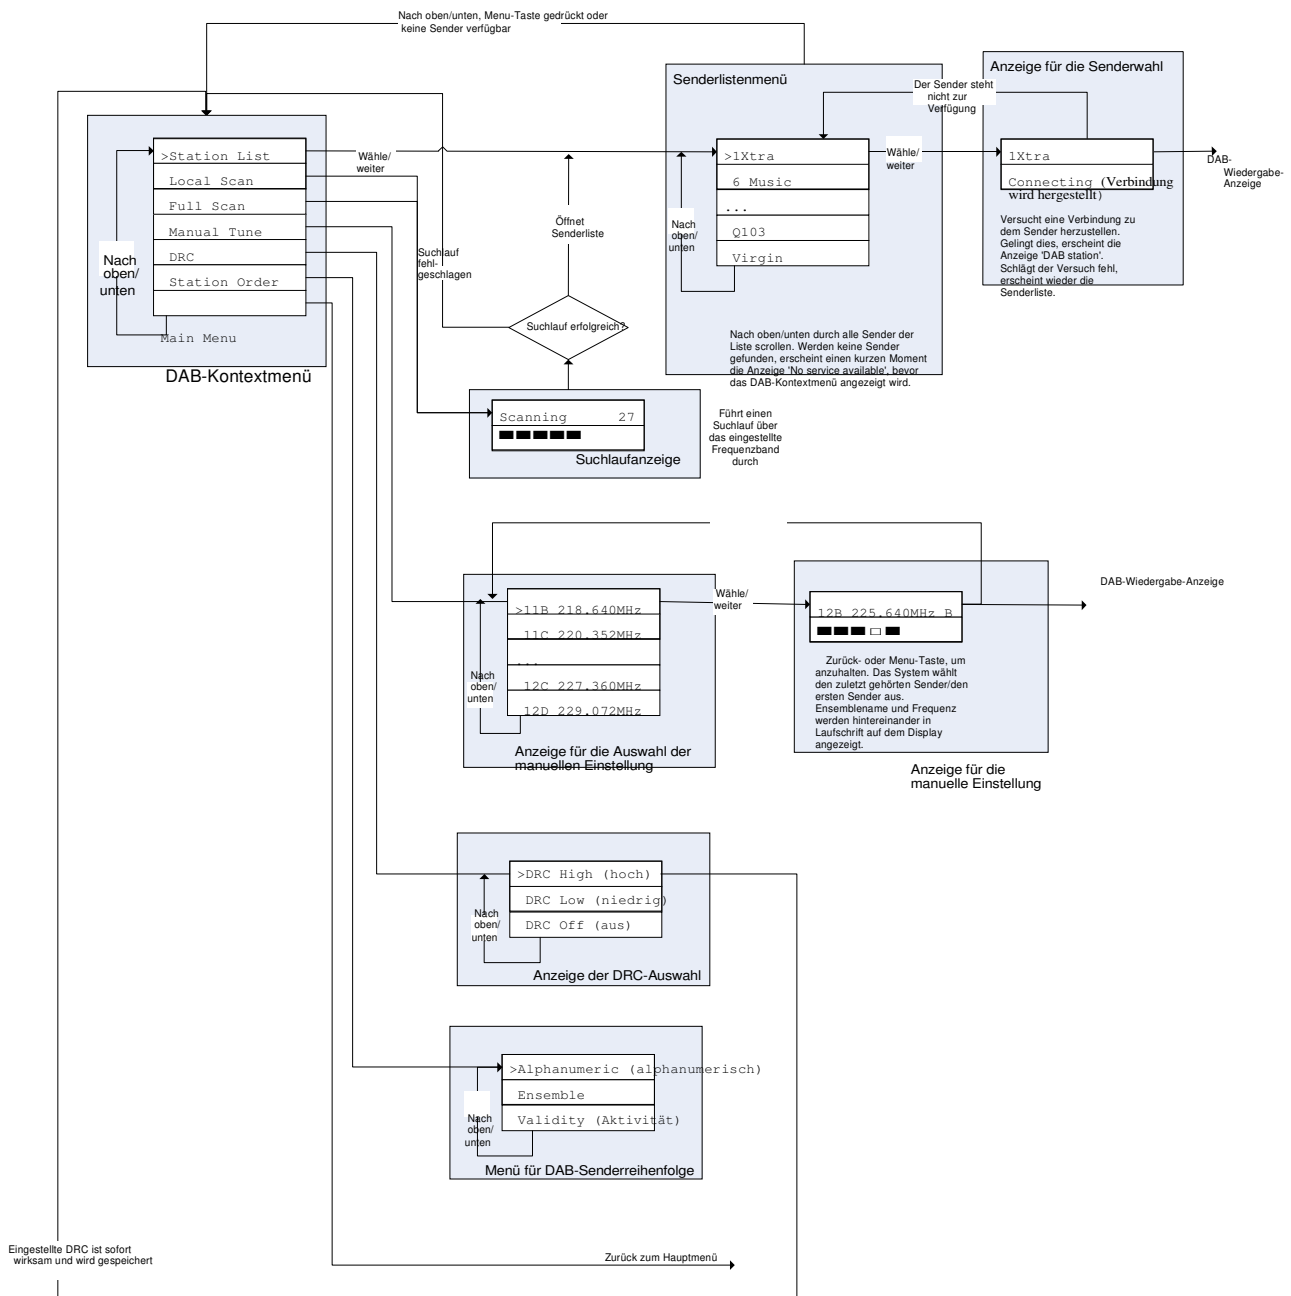 Nach oben/unten, Menu-Taste gedrückt oder
keine Sender verfügbar
Senderlistenmenü
Anzeige für die Senderwahl
Der Sender steht
nicht zur
Verfügung
>Station List
Local Scan
Full Scan
Manual Tune
DRC
Station Order
Main Menu
Nach
oben/
unten
DAB-Kontextmenü
Wähle/
weiter
Suchlauf
fehl-
geschlagen
Öffnet
Senderliste
Suchlauf erfolgreich?
>1Xtra
6 Music
...
Q103
Virgin
Nach
oben/
unten
Wähle/
weiter
1Xtra
Connecting (Verbindung
wird hergestellt)
DAB-
Wiedergabe-
Anzeige
Versucht eine Verbindung zu
dem Sender herzustellen.
Gelingt dies, erscheint die
Anzeige 'DAB station'.
Schlägt der Versuch fehl,
erscheint wieder die
Senderliste.
Nach oben/unten durch alle Sender der
Liste scrollen. Werden keine Sender
gefunden, erscheint einen kurzen Moment
die Anzeige 'No service available', bevor
das DAB-Kontextmenü angezeigt wird.
Scanning 27
Suchlaufanzeige
Führt einen
Suchlauf über
das eingestellte
Frequenzband
durch
>11B 218.640MHz
11C 220.352MHz
...
12C 227.360MHz
12D 229.072MHz
Nach
oben/
unten
Anzeige für die Auswahl der
manuellen Einstellung
Wähle/
weiter
12B 225.640MHz B
DAB-Wiedergabe-Anzeige
Zurück- oder Menu-Taste, um
anzuhalten. Das System wählt
den zuletzt gehörten Sender/den
ersten Sender aus.
Ensemblename und Frequenz
werden hintereinander in
Laufschrift auf dem Display
angezeigt.
Anzeige für die
manuelle Einstellung
>DRC High (hoch)
DRC Low (niedrig)
DRC Off (aus)
Nach
oben/
unten
Anzeige der DRC-Auswahl
>Alphanumeric (alphanumerisch)
Ensemble
Validity (Aktivität)
Nach
oben/
unten
Menü für DAB-Senderreihenfolge
Eingestellte DRC ist sofort
wirksam und wird gespeichert
Zurück zum Hauptmenü